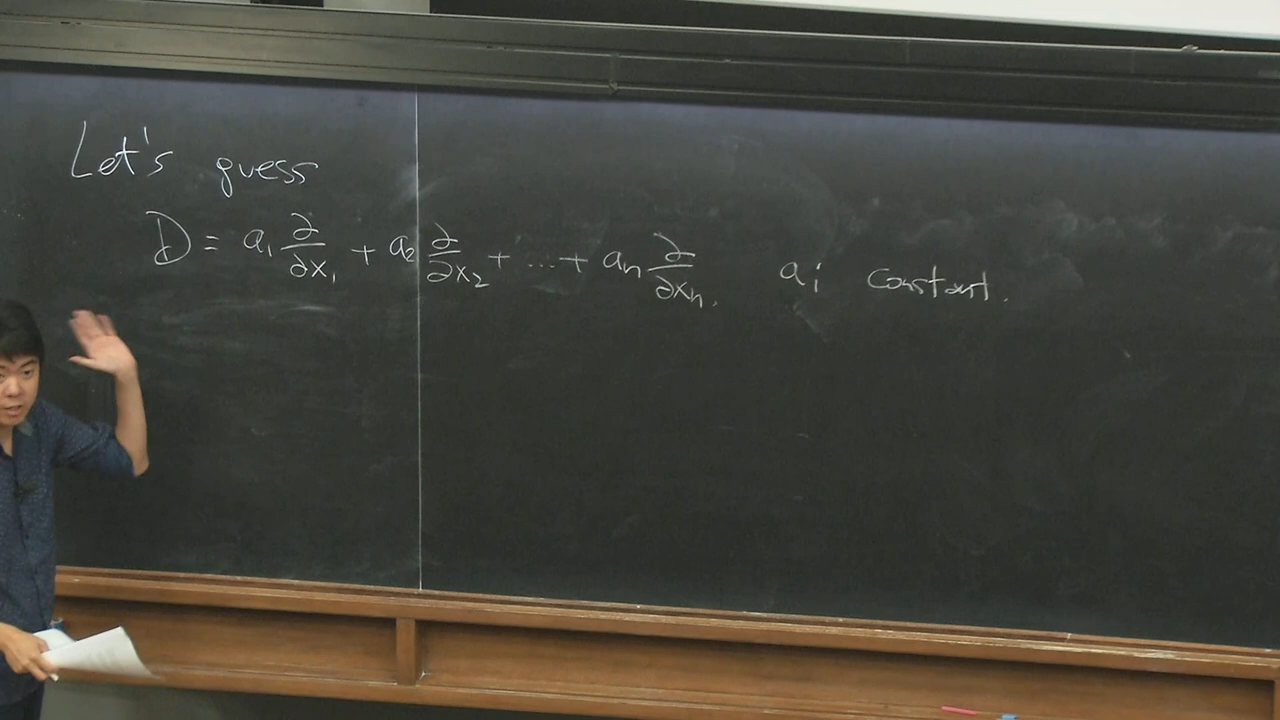 Let's guess
D = a₁ ∂/∂x₁ + a₂ ∂/∂x₂ + ... + aₙ ∂/∂xₙ. aᵢ constant.